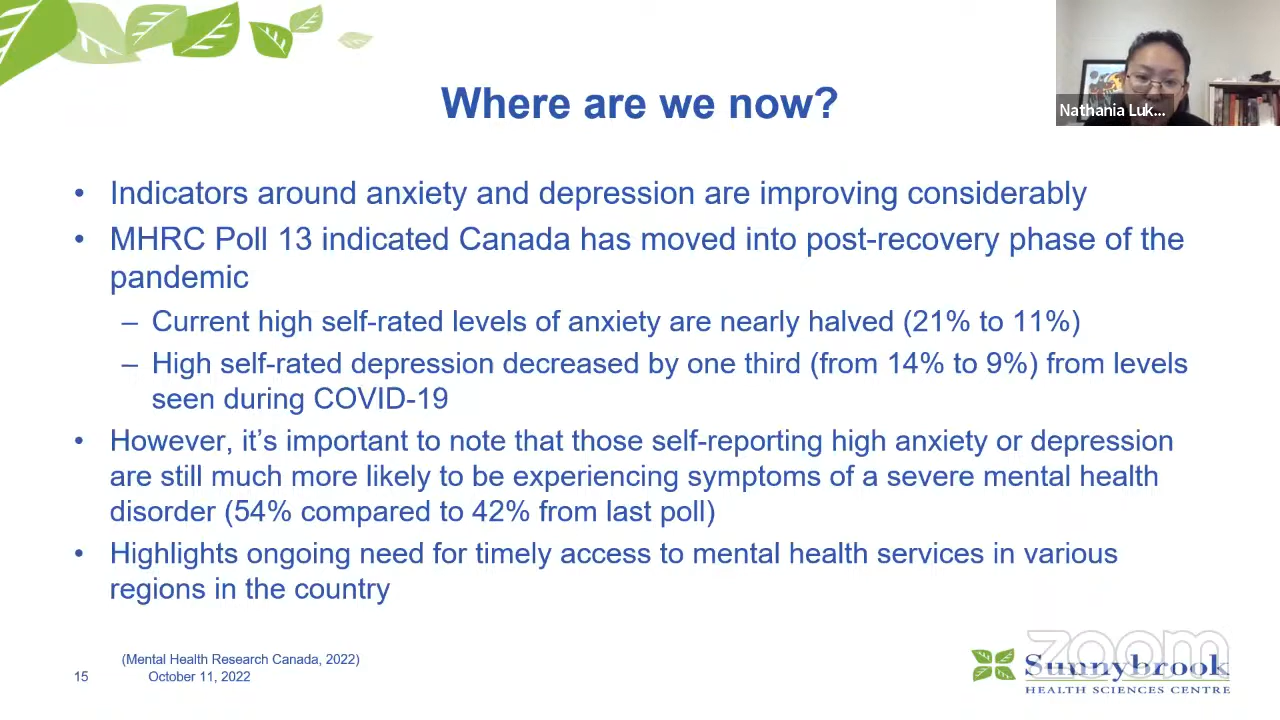 Where are we now?
Nathania Luk...
• Indicators around anxiety and depression are improving considerably
• MHRC Poll 13 indicated Canada has moved into post-recovery phase of the
pandemic
– Current high self-rated levels of anxiety are nearly halved (21% to 11%)
– High self-rated depression decreased by one third (from 14% to 9%) from levels
seen during COVID-19
• However, it’s important to note that those self-reporting high anxiety or depression
are still much more likely to be experiencing symptoms of a severe mental health
disorder (54% compared to 42% from last poll)
• Highlights ongoing need for timely access to mental health services in various
regions in the country
(Mental Health Research Canada, 2022)
15
October 11, 2022
zoom
Sunnybrook
HEALTH SCIENCES CENTRE